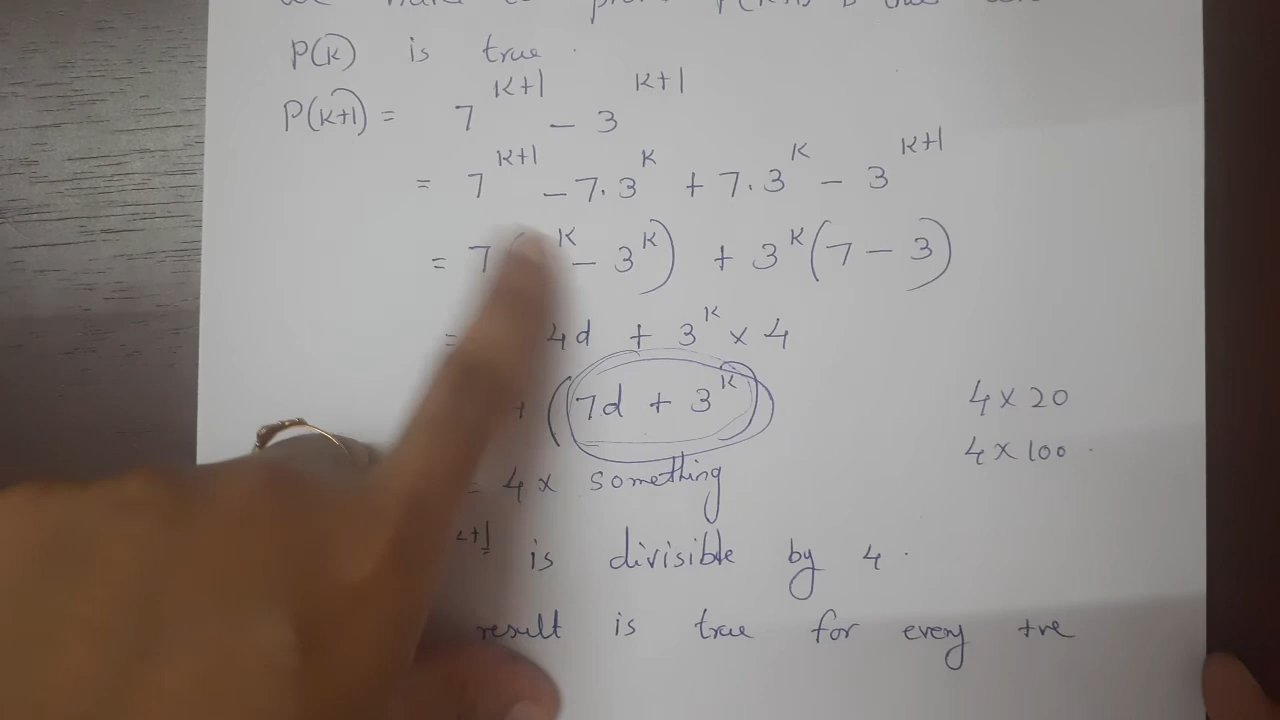 P(k) is true.
P(k+1) = 7^{k+1} - 3^{k+1}
= 7^{k+1} - 7.3^k + 7.3^k - 3^{k+1}
= 7( ^k - 3^k) + 3^k(7 - 3)
= 4d + 3^k × 4
(7d + 3^k)
4 × 20
4 × 100.
= 4 × something
k+1 is divisible by 4.
result is true for every +ve